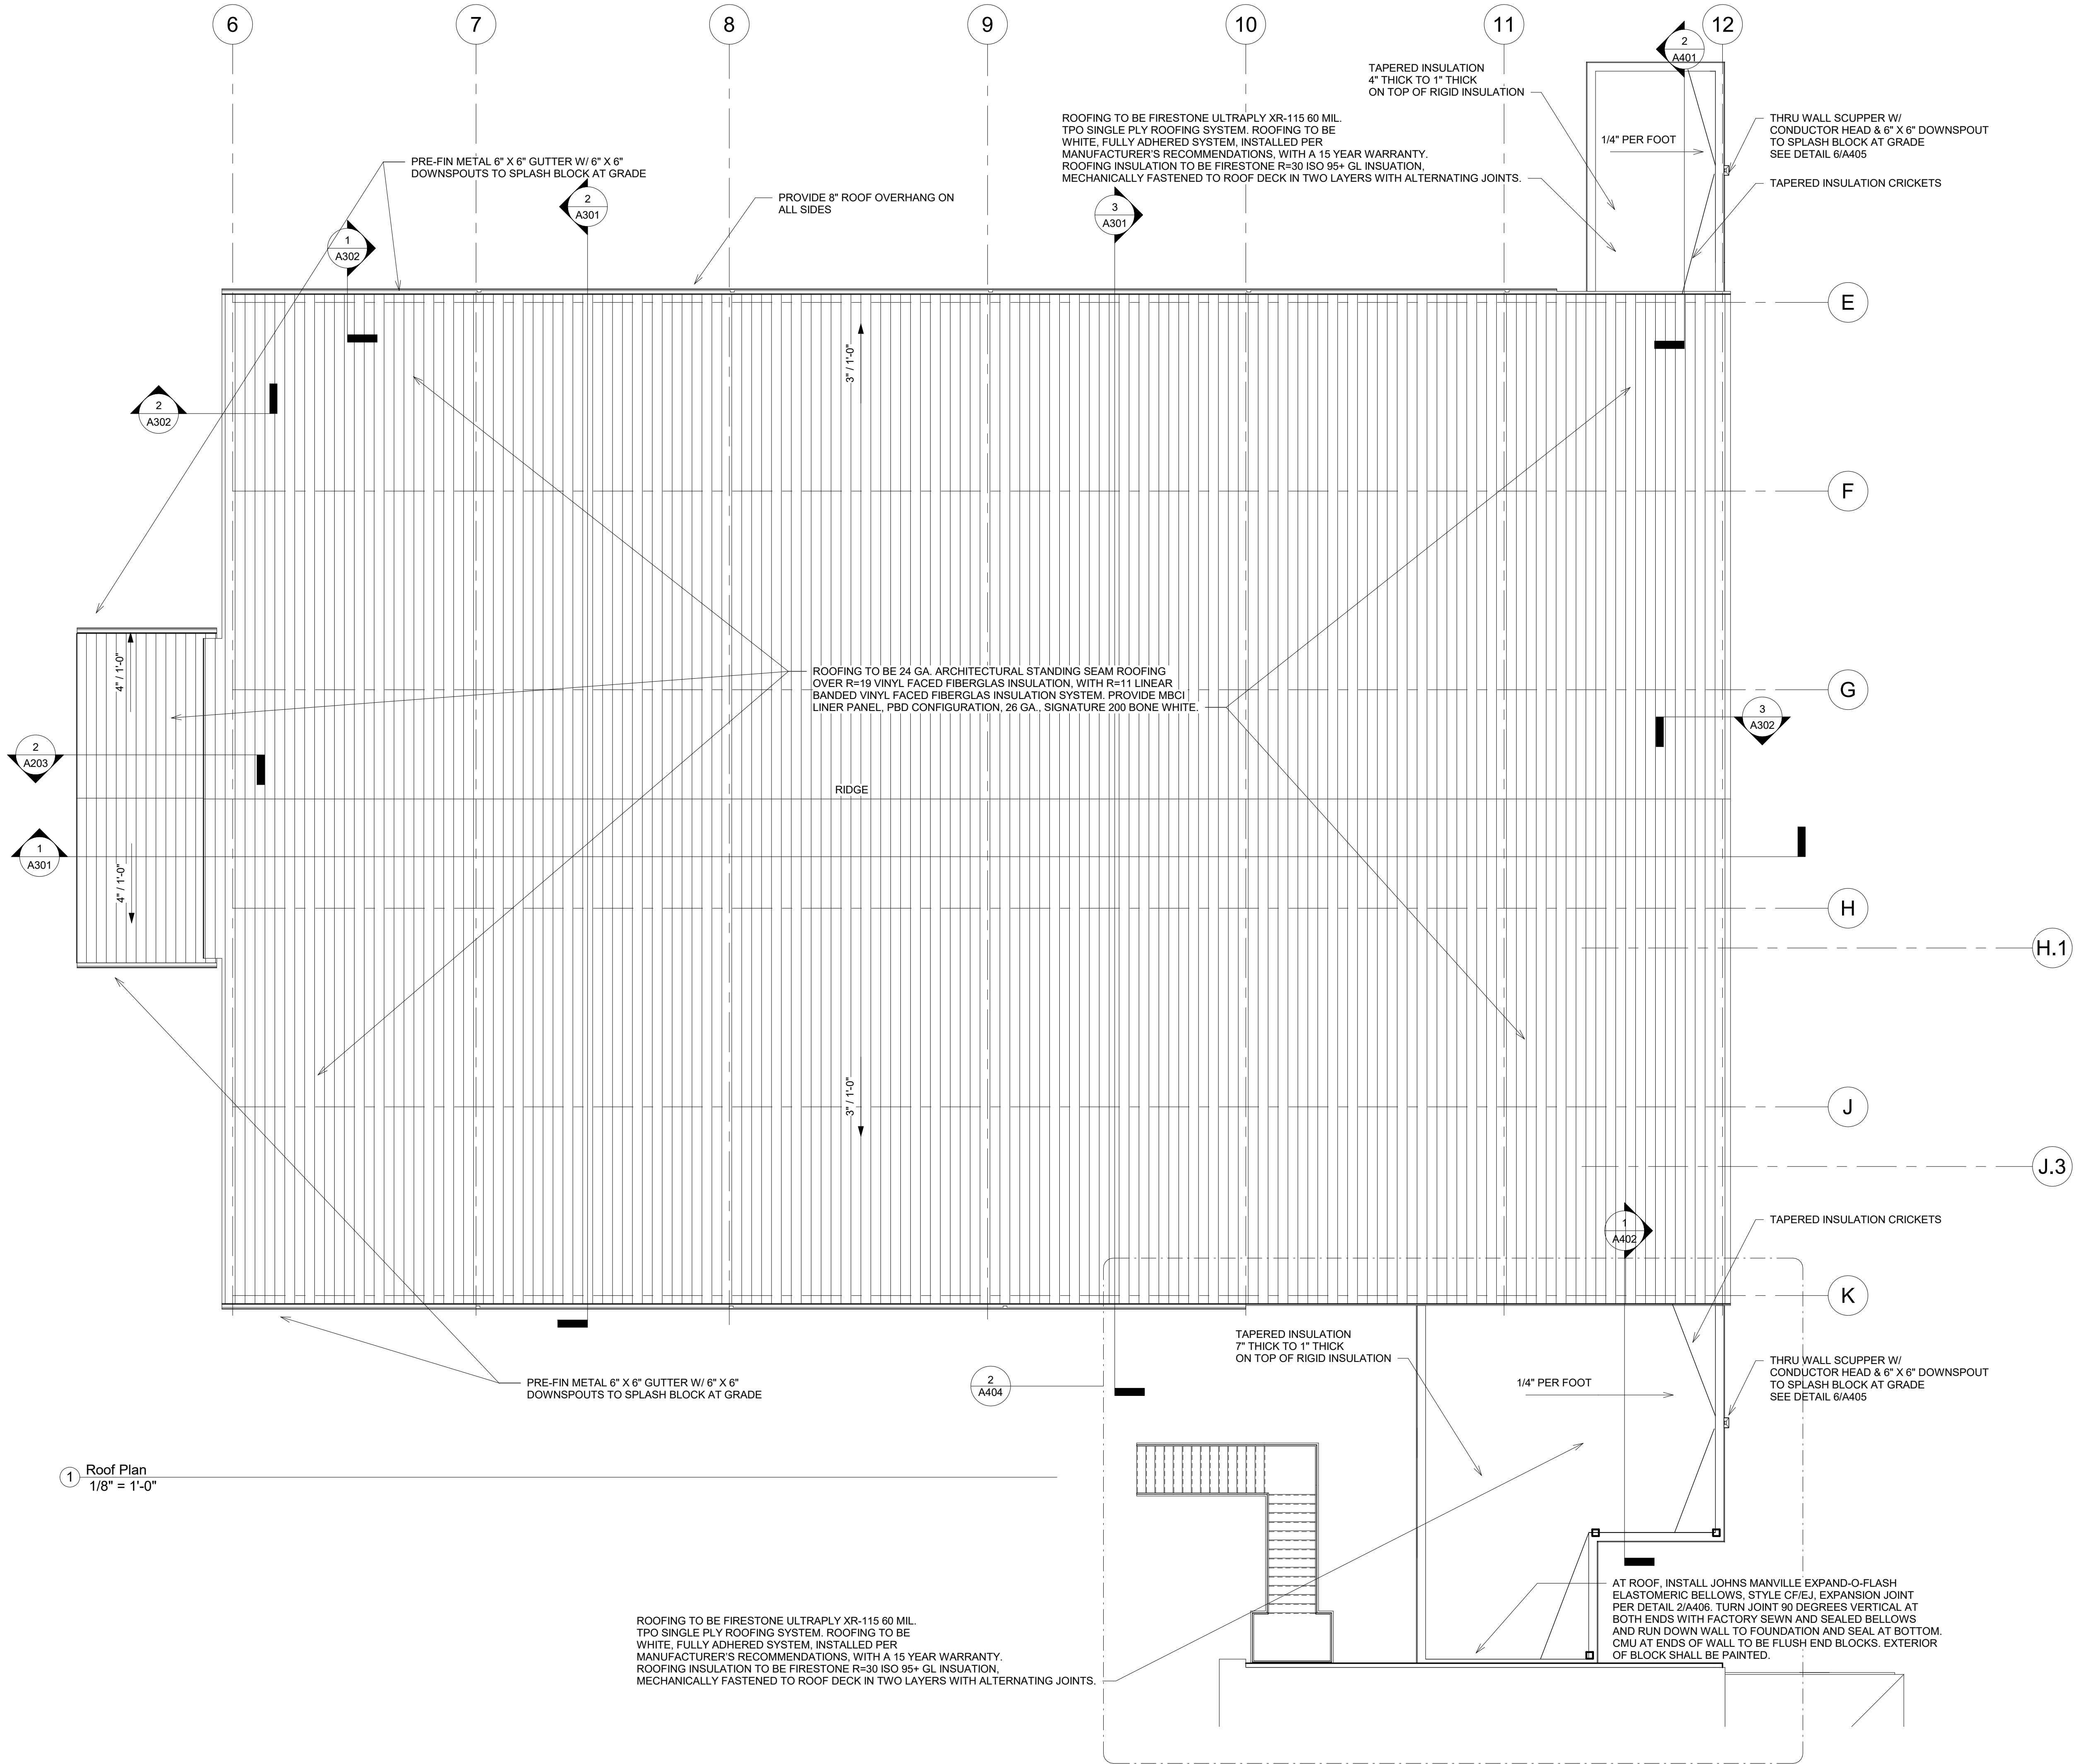 6
7
8
9
10
11
12
2
A401
TAPERED INSULATION
4" THICK TO 1" THICK
ON TOP OF RIGID INSULATION
ROOFING TO BE FIRESTONE ULTRAPLY XR-115 60 MIL.
TPO SINGLE PLY ROOFING SYSTEM. ROOFING TO BE
WHITE, FULLY ADHERED SYSTEM, INSTALLED PER
MANUFACTURER'S RECOMMENDATIONS, WITH A 15 YEAR WARRANTY.
ROOFING INSULATION TO BE FIRESTONE R=30 ISO 95+ GL INSUATION,
MECHANICALLY FASTENED TO ROOF DECK IN TWO LAYERS WITH ALTERNATING JOINTS.
1/4" PER FOOT
THRU WALL SCUPPER W/
CONDUCTOR HEAD & 6" X 6" DOWNSPOUT
TO SPLASH BLOCK AT GRADE
SEE DETAIL 6/A405
TAPERED INSULATION CRICKETS
PRE-FIN METAL 6" X 6" GUTTER W/ 6" X 6"
DOWNSPOUTS TO SPLASH BLOCK AT GRADE
PROVIDE 8" ROOF OVERHANG ON
ALL SIDES
2
A301
3
A301
1
A302
E
3" / 1'-0"
2
A302
F
4" / 1'-0"
ROOFING TO BE 24 GA. ARCHITECTURAL STANDING SEAM ROOFING
OVER R=19 VINYL FACED FIBERGLAS INSULATION, WITH R=11 LINEAR
BANDED VINYL FACED FIBERGLAS INSULATION SYSTEM. PROVIDE MBCI
LINER PANEL, PBD CONFIGURATION, 26 GA., SIGNATURE 200 BONE WHITE.
G
3
A302
2
A203
RIDGE
1
A301
4" / 1'-0"
H
H.1
3" / 1'-0"
J
J.3
1
A402
TAPERED INSULATION CRICKETS
K
TAPERED INSULATION
7" THICK TO 1" THICK
ON TOP OF RIGID INSULATION
1/4" PER FOOT
THRU WALL SCUPPER W/
CONDUCTOR HEAD & 6" X 6" DOWNSPOUT
TO SPLASH BLOCK AT GRADE
SEE DETAIL 6/A405
PRE-FIN METAL 6" X 6" GUTTER W/ 6" X 6"
DOWNSPOUTS TO SPLASH BLOCK AT GRADE
2
A404
1
Roof Plan
1/8" = 1'-0"
AT ROOF, INSTALL JOHNS MANVILLE EXPAND-O-FLASH
ELASTOMERIC BELLOWS, STYLE CF/EJ, EXPANSION JOINT
PER DETAIL 2/A406. TURN JOINT 90 DEGREES VERTICAL AT
BOTH ENDS WITH FACTORY SEWN AND SEALED BELLOWS
AND RUN DOWN WALL TO FOUNDATION AND SEAL AT BOTTOM.
CMU AT ENDS OF WALL TO BE FLUSH END BLOCKS. EXTERIOR
OF BLOCK SHALL BE PAINTED.
ROOFING TO BE FIRESTONE ULTRAPLY XR-115 60 MIL.
TPO SINGLE PLY ROOFING SYSTEM. ROOFING TO BE
WHITE, FULLY ADHERED SYSTEM, INSTALLED PER
MANUFACTURER'S RECOMMENDATIONS, WITH A 15 YEAR WARRANTY.
ROOFING INSULATION TO BE FIRESTONE R=30 ISO 95+ GL INSUATION,
MECHANICALLY FASTENED TO ROOF DECK IN TWO LAYERS WITH ALTERNATING JOINTS.